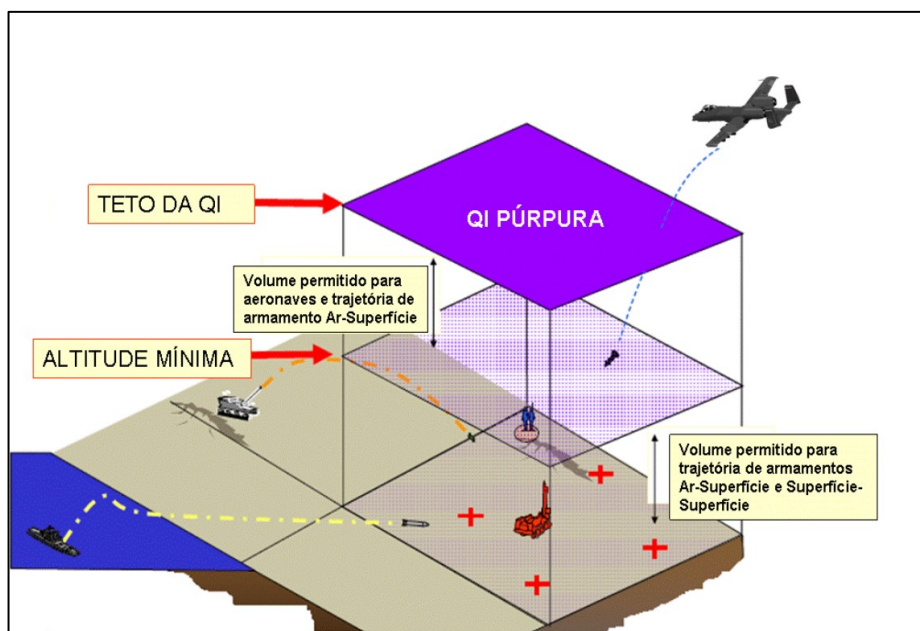 TETO DA QI
QI PÚRPURA
Volume permitido para
aeronaves e trajetória de
armamento Ar-Superfície
ALTITUDE MÍNIMA
Volume permitido para
trajetória de armamentos
Ar-Superfície e Superfície-
Superfície